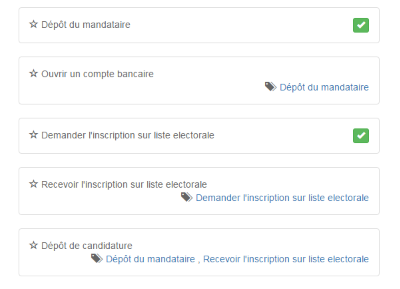 Dépôt du mandataire
Ouvrir un compte bancaire
Dépôt du mandataire
Demander l'inscription sur liste electorale
Recevoir l'inscription sur liste electorale
Demander l'inscription sur liste electorale
Dépôt de candidature
Dépôt du mandataire , Recevoir l'inscription sur liste electorale